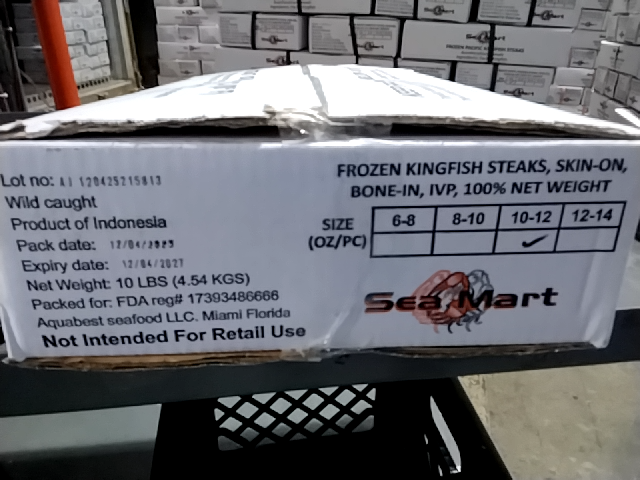 Lot no: AJ 120425215813
Wild caught
Product of Indonesia
Pack date: 12/04/2025
Expiry date: 12/04/2027
Net Weight: 10 LBS (4.54 KGS)
Packed for: FDA reg# 17393486666
Aquabest seafood LLC. Miami Florida
Not Intended For Retail Use
FROZEN KINGFISH STEAKS, SKIN-ON,
BONE-IN, IVP, 100% NET WEIGHT
SIZE (OZ/PC) 6-8 8-10 10-12 12-14
✓
Sea Mart